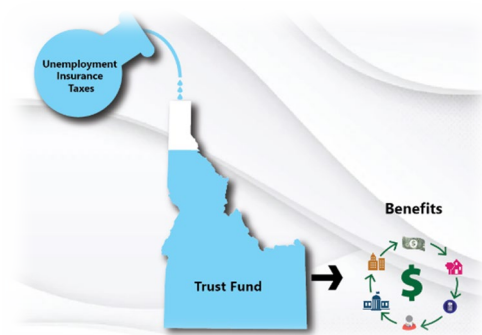 Unemployment
Insurance
Taxes
Benefits
Trust Fund
$